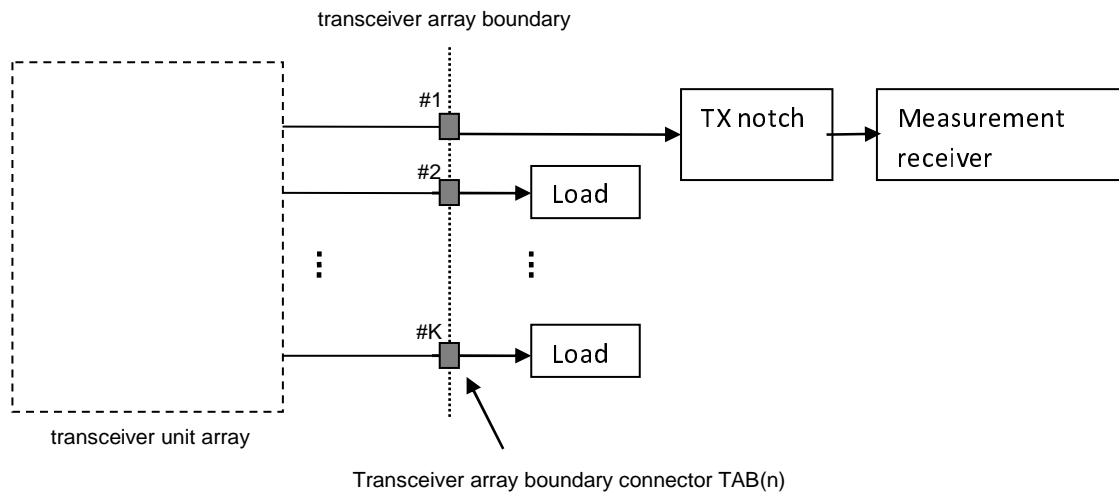 transceiver array boundary
#1
TX notch
Measurement
receiver
#2
Load
#K
Load
transceiver unit array
Transceiver array boundary connector TAB(n)